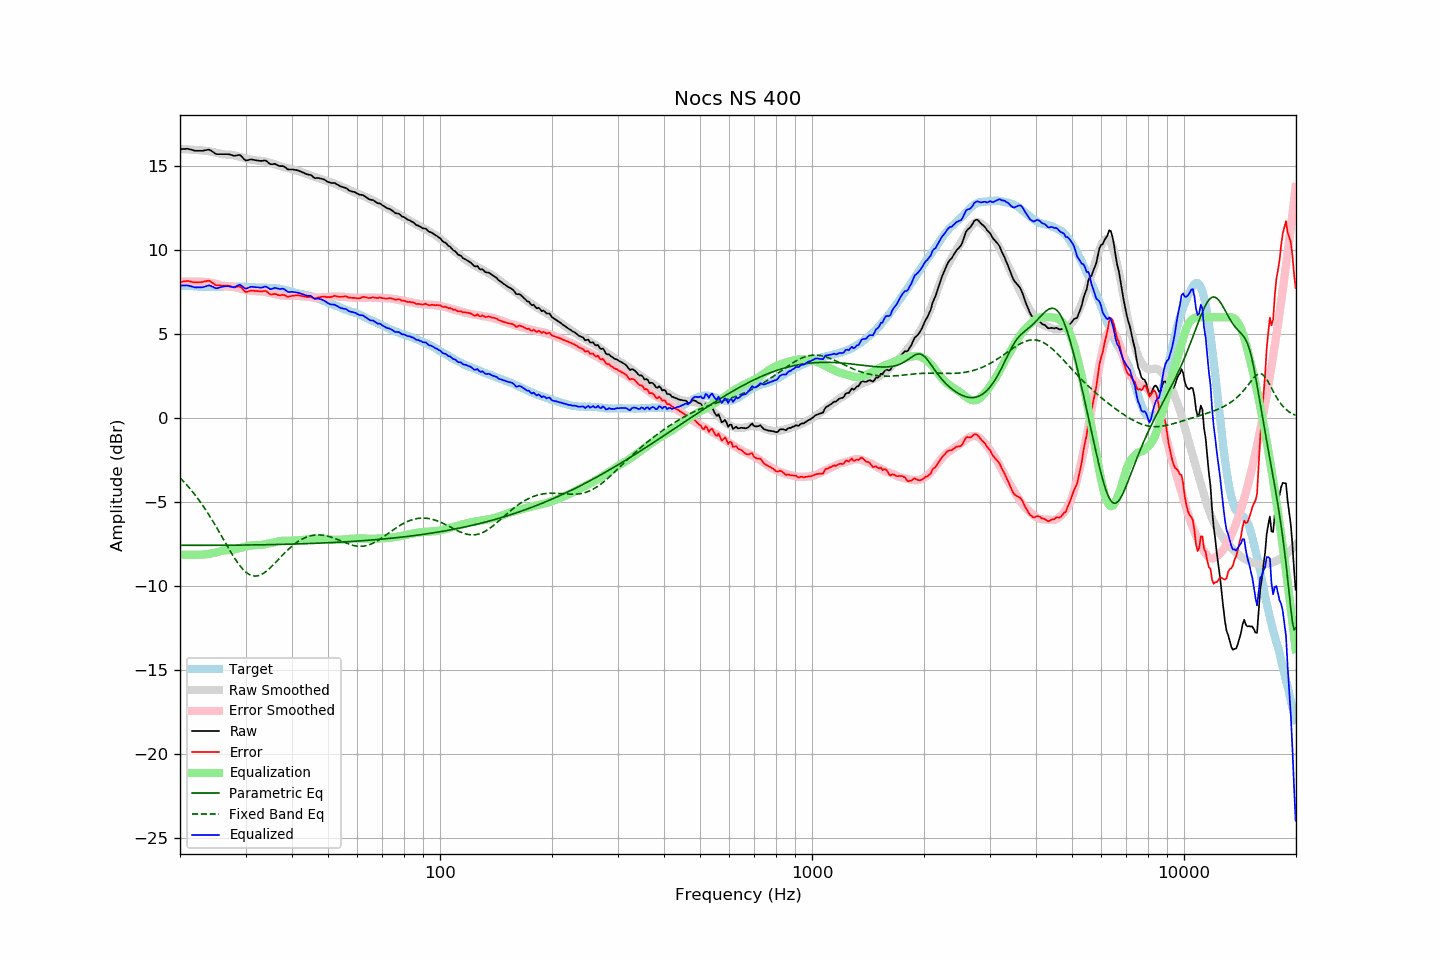 Nocs NS 400
Amplitude (dBr)
15
10
5
0
−5
−10
−15
−20
−25
Target
Raw Smoothed
Error Smoothed
Raw
Error
Equalization
Parametric Eq
Fixed Band Eq
Equalized
100
1000
10000
Frequency (Hz)